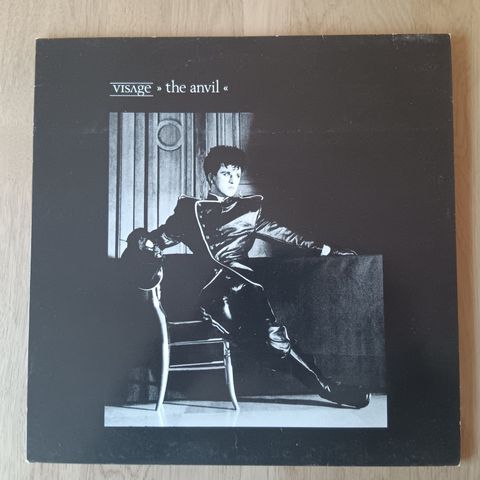 VISAGE » the anvil «